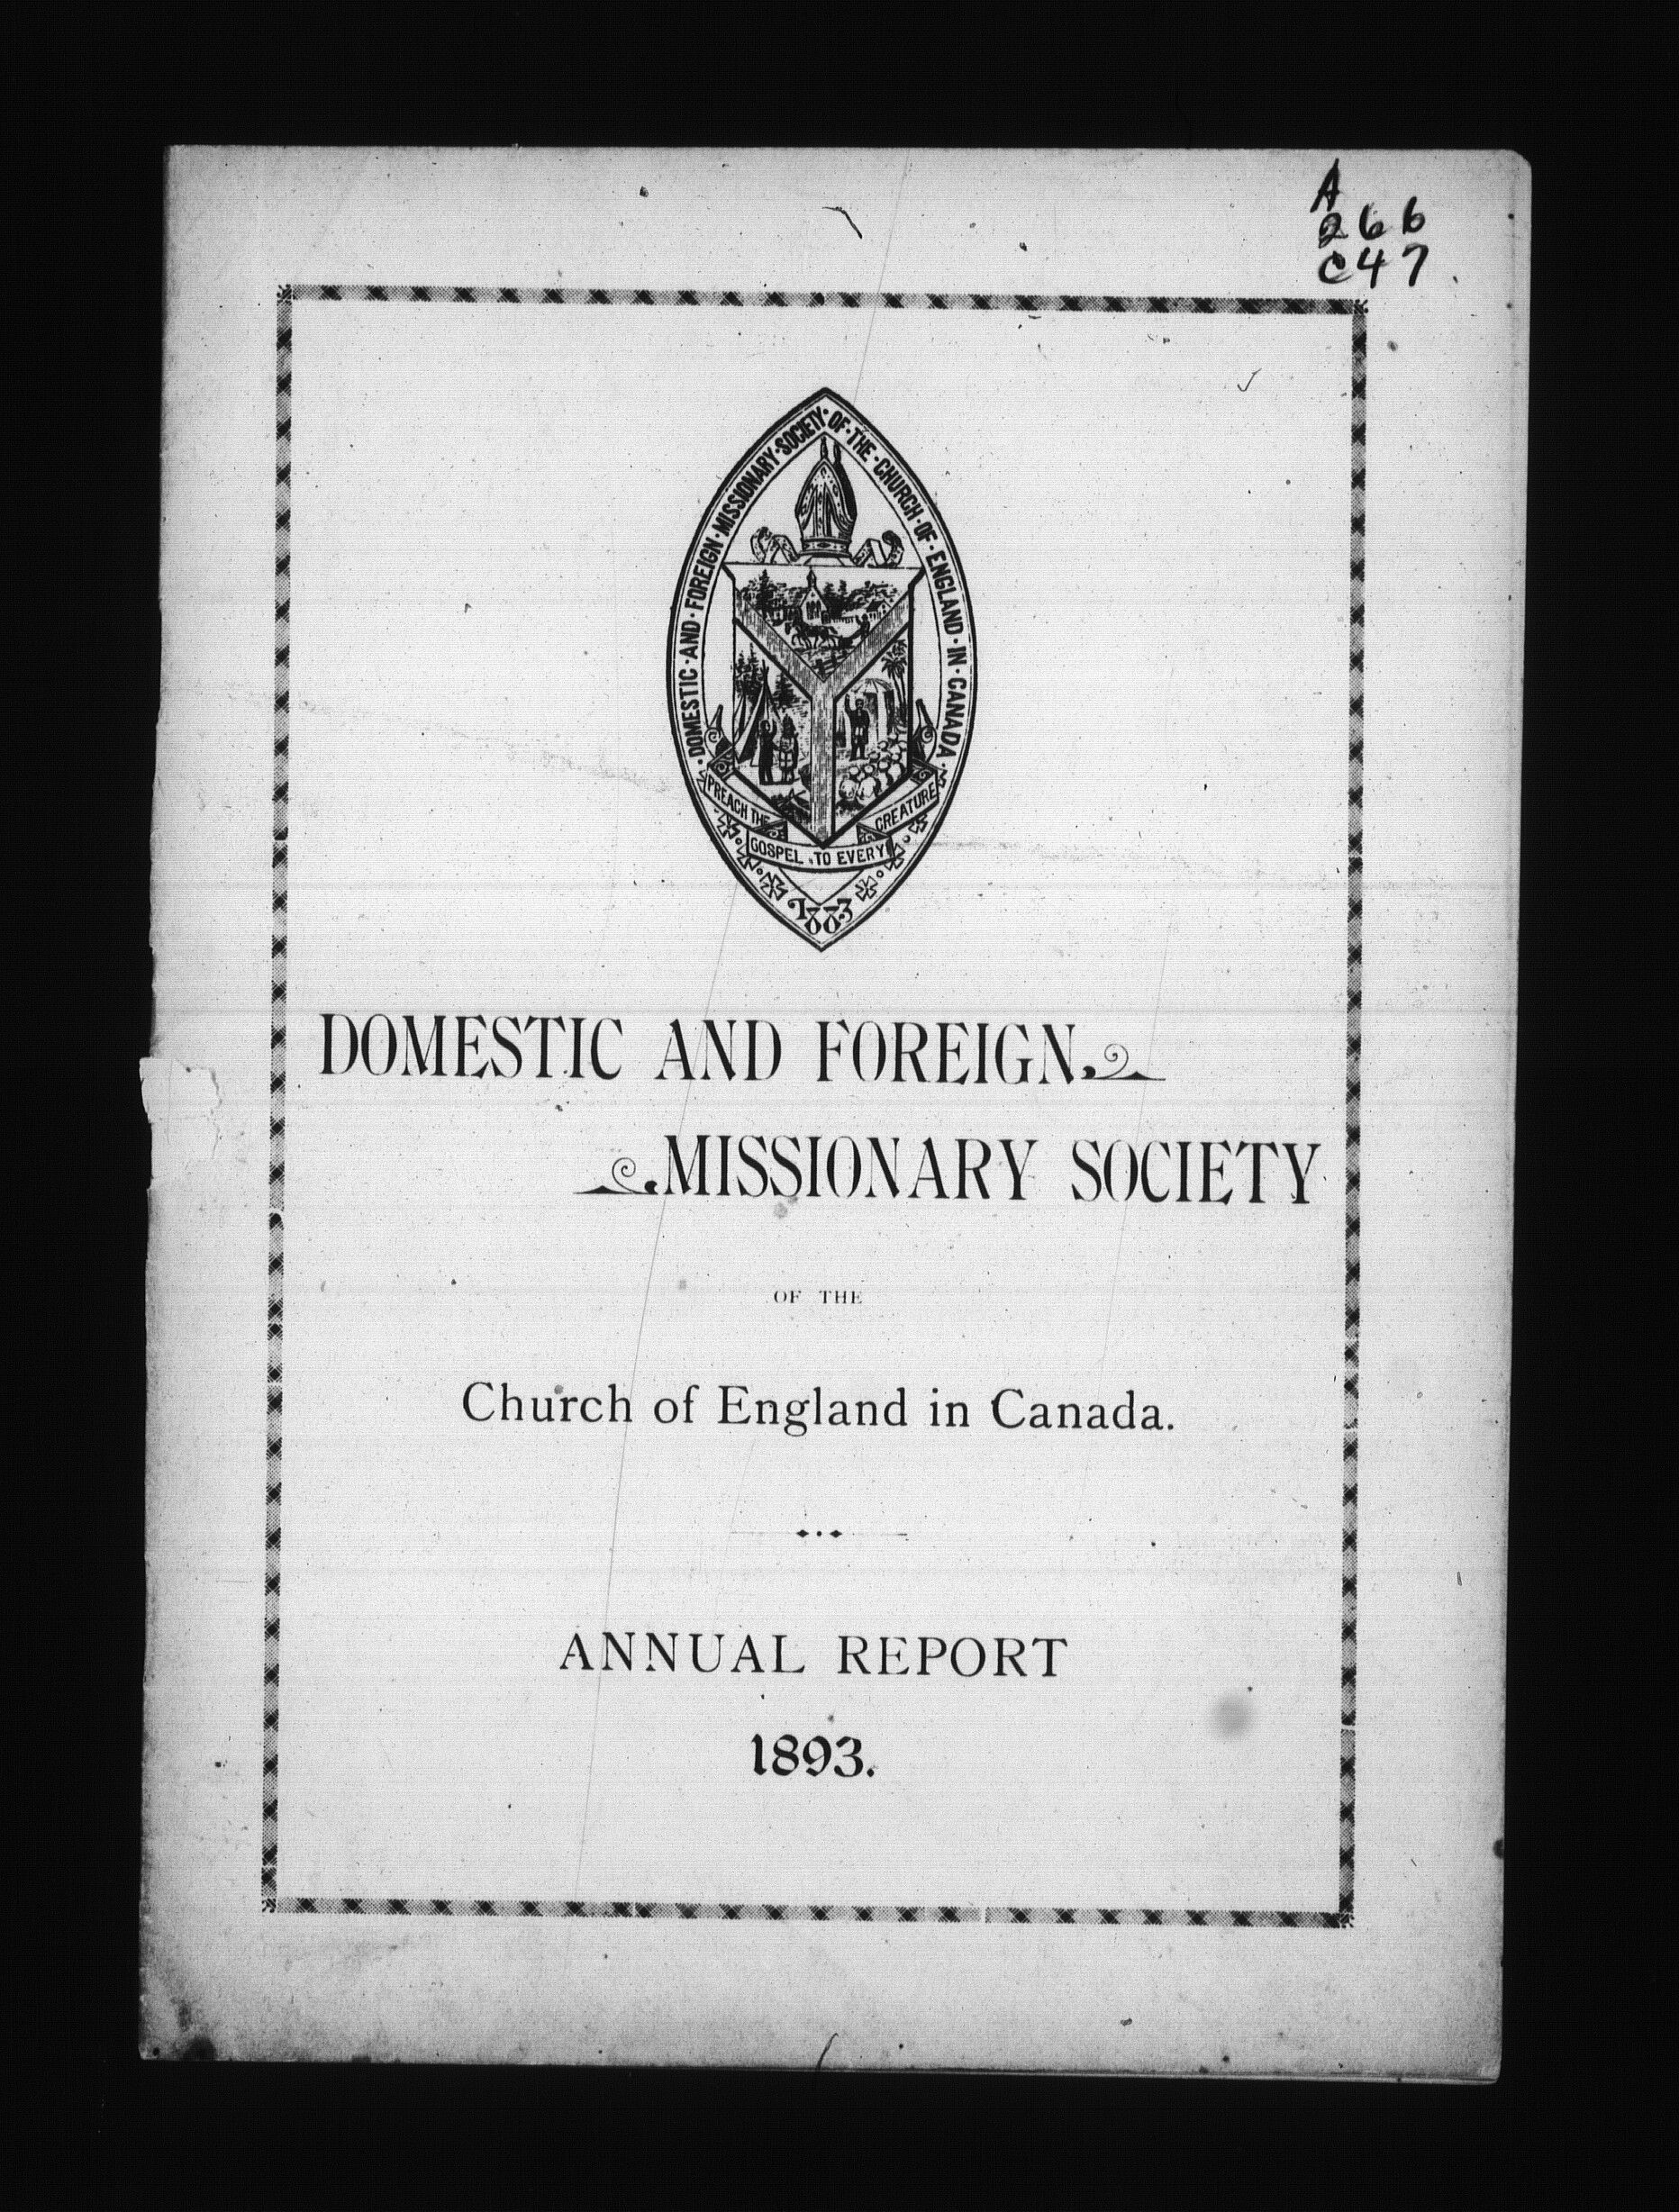 A
266
C47
DOMESTIC·AND·FOREIGN·MISSIONARY·SOCIETY·OF·THE·CHURCH·OF·ENGLAND·IN·CANADA·
PREACH THE
GOSPEL TO EVERY
CREATURE
1883
DOMESTIC AND FOREIGN
MISSIONARY SOCIETY
OF THE
Church of England in Canada.
ANNUAL REPORT
1893.